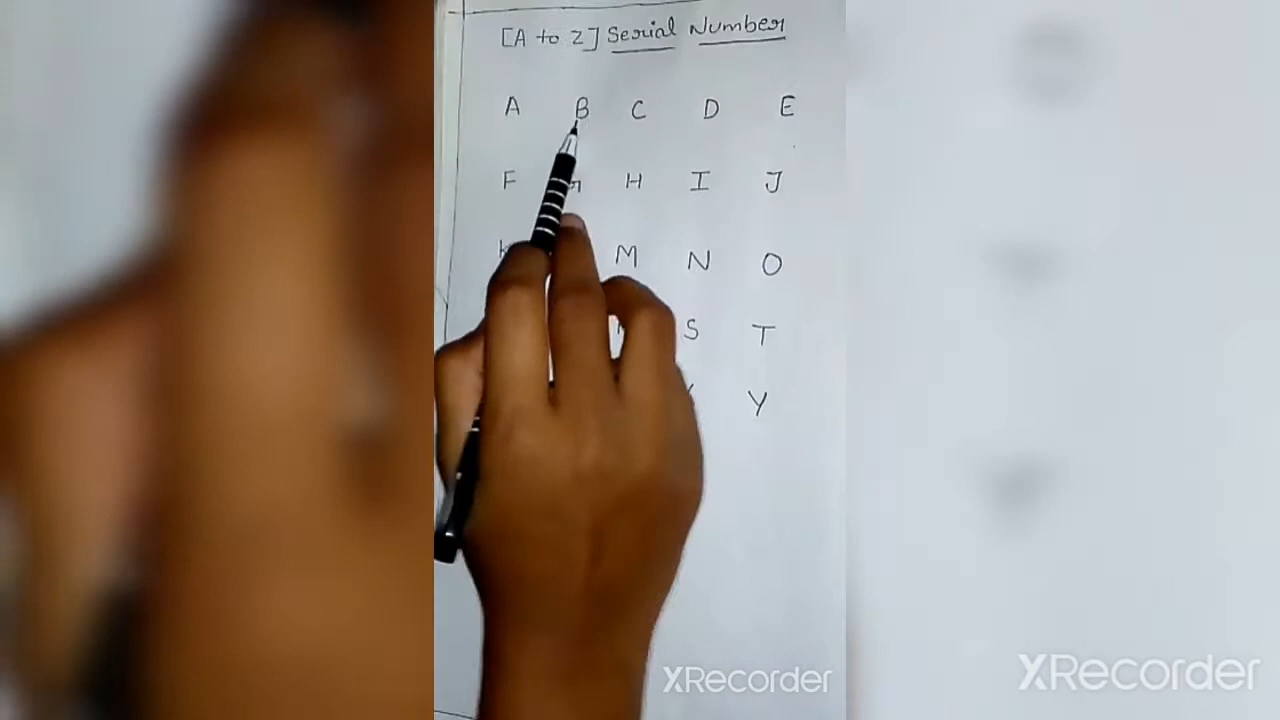 [A to Z] Serial Number
A B C D E
F H I J
K M N O
S T
Y
XRecorder
XRecorder